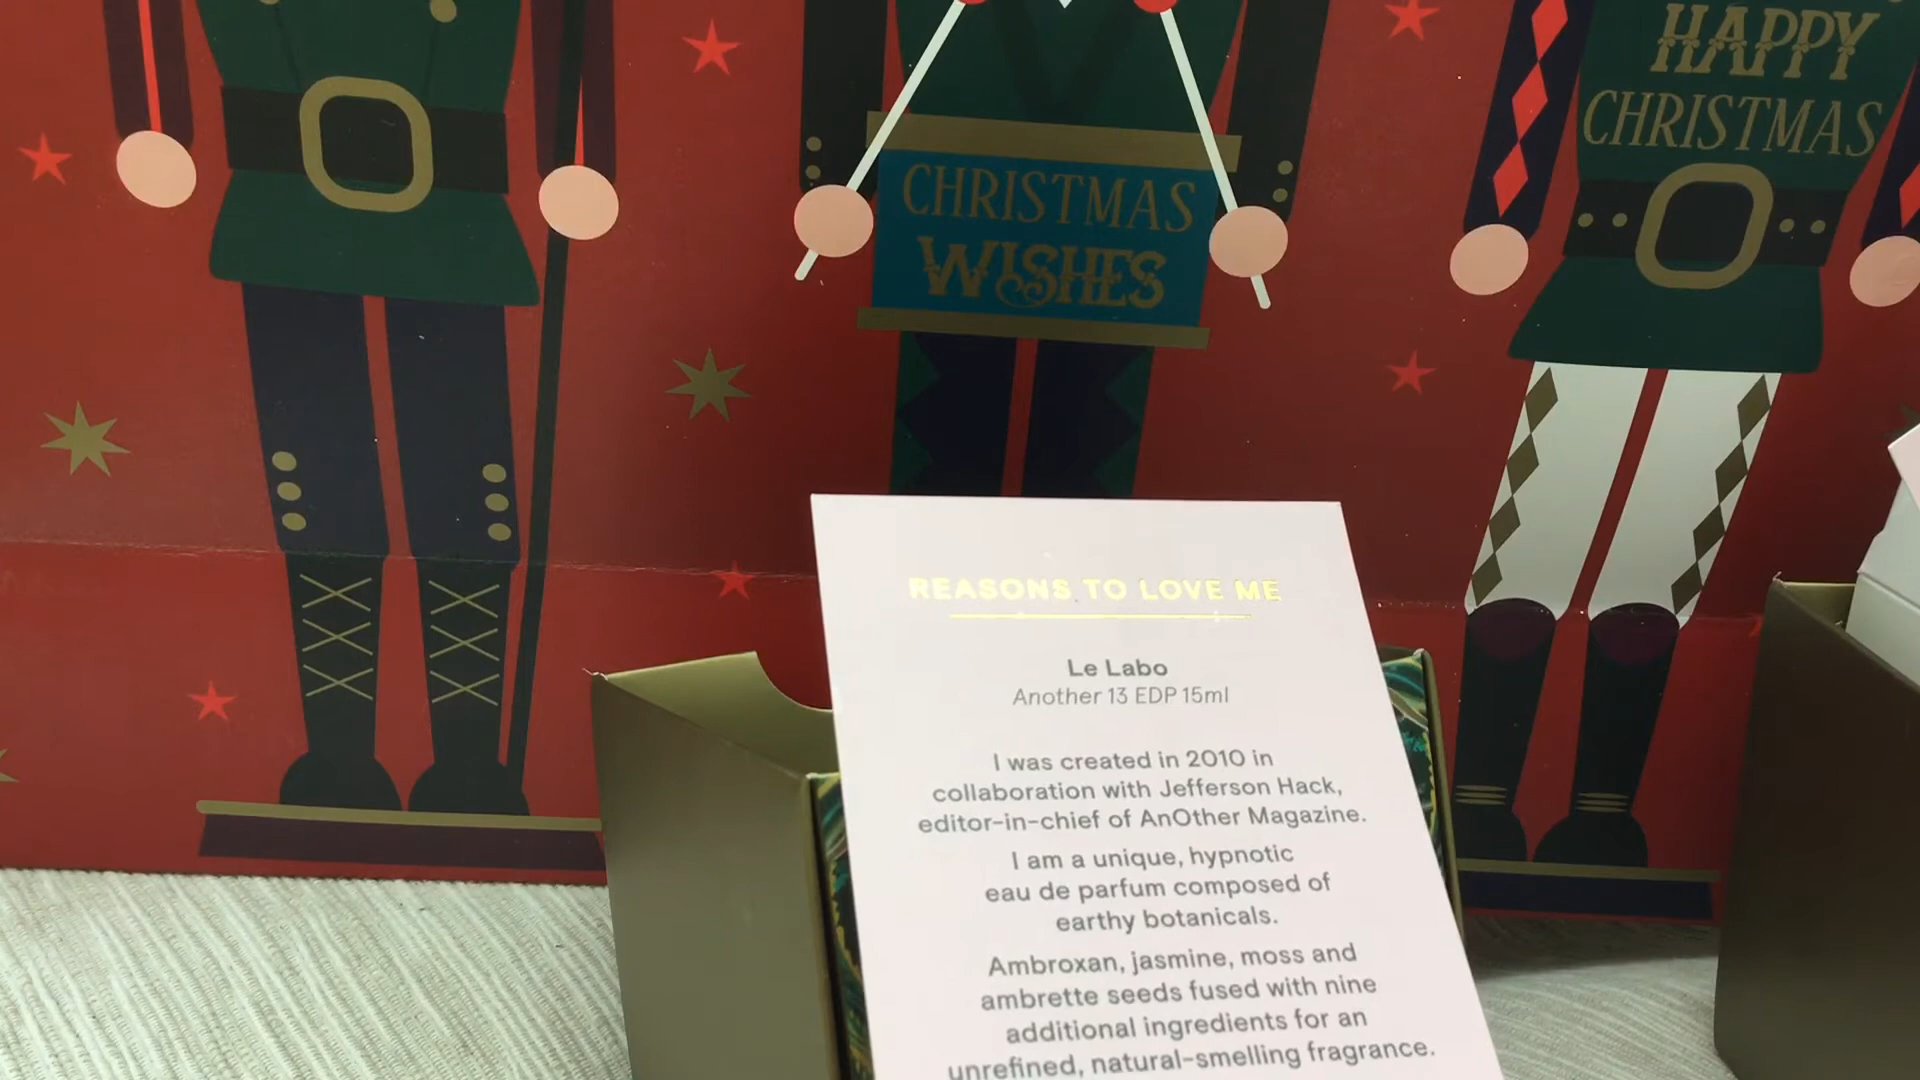 HAPPY
CHRISTMAS
CHRISTMAS
WISHES
REASONS TO LOVE ME
Le Labo
Another 13 EDP 15ml
I was created in 2010 in
collaboration with Jefferson Hack,
editor-in-chief of AnOther Magazine.
I am a unique, hypnotic
eau de parfum composed of
earthy botanicals.
Ambroxan, jasmine, moss and
ambrette seeds fused with nine
additional ingredients for an
unrefined, natural-smelling fragrance.